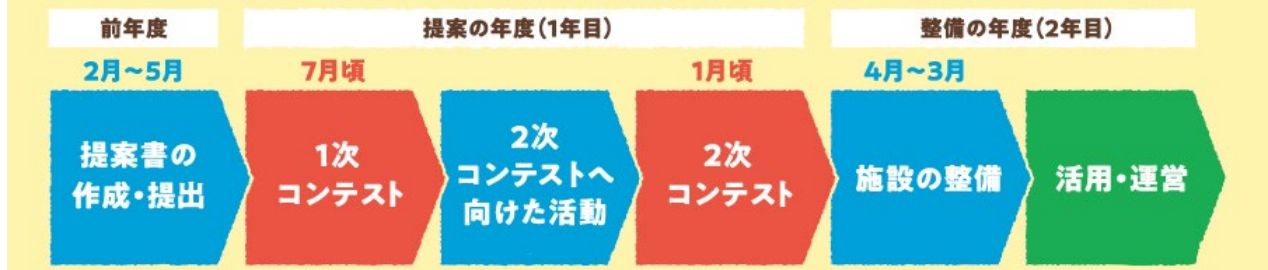 前年度
提案の年度(1年目)
整備の年度(2年目)
2月～5月
7月頃
1月頃
4月～3月
提案書の
作成・提出
1次
コンテスト
2次
コンテストへ
向けた活動
2次
コンテスト
施設の整備
活用・運営